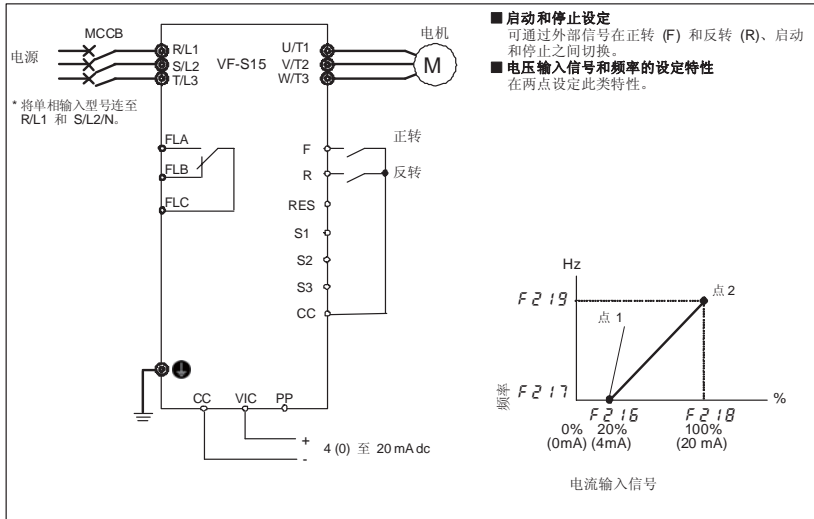 MCCB
电源
R/L1
S/L2
T/L3
VF-S15
U/T1
V/T2
W/T3
电机
M
* 将单相输入型号连至
R/L1 和 S/L2/N。
FLA
FLB
FLC
F
R
RES
S1
S2
S3
CC
正转
反转
CC
VIC
PP
+
-
4 (0) 至 20 mA dc
■ 启动和停止设定
可通过外部信号在正转 (F) 和反转 (R)、启动
和停止之间切换。
■ 电压输入信号和频率的设定特性
在两点设定此类特性。
Hz
F219
点 2
点 1
频率
F217
%
F216
F218
0%
20%
100%
(0mA)
(4mA)
(20 mA)
电流输入信号